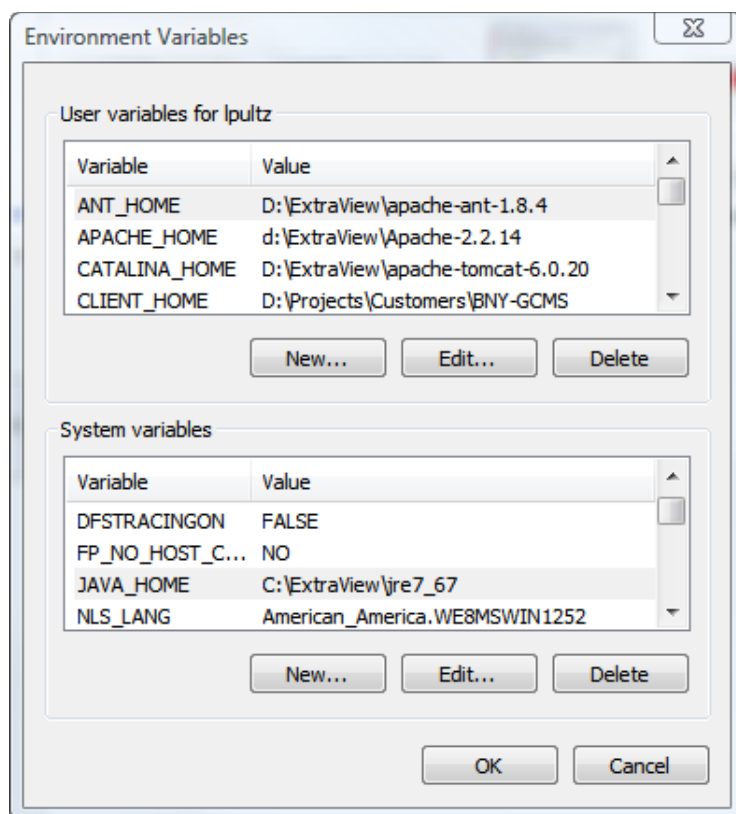 Environment Variables
User variables for lpultz
Variable Value
ANT_HOME D:\ExtraView\apache-ant-1.8.4
APACHE_HOME d:\ExtraView\Apache-2.2.14
CATALINA_HOME D:\ExtraView\apache-tomcat-6.0.20
CLIENT_HOME D:\Projects\Customers\BNY-GCMS
New... Edit... Delete
System variables
Variable Value
DFSTRACINGON FALSE
FP_NO_HOST_C... NO
JAVA_HOME C:\ExtraView\jre7_67
NLS_LANG American_America.WE8MSWIN1252
New... Edit... Delete
OK Cancel